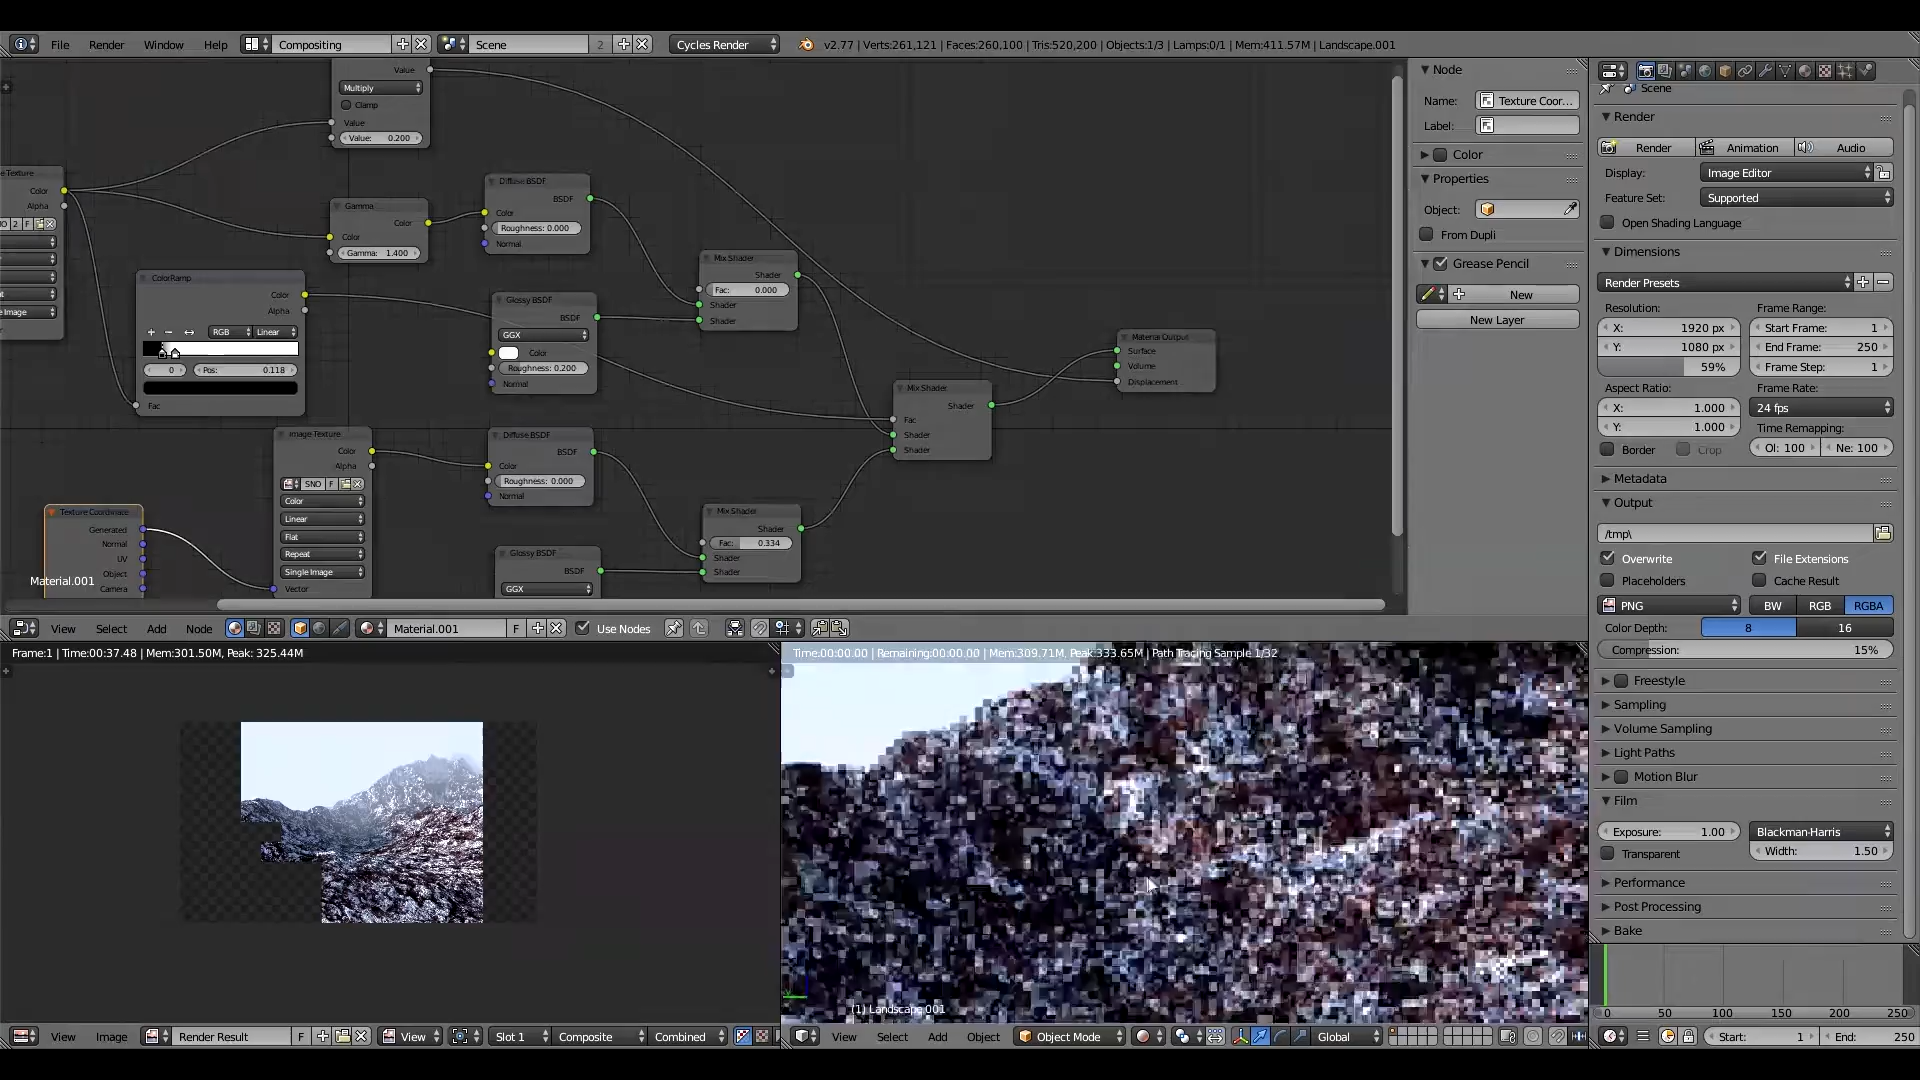 File Render Window Help Compositing Scene 2 Cycles Render v2.77 | Verts:261,121 | Faces:260,100 | Tris:520,200 | Objects:1/3 | Lamps:0/1 | Mem:411.57M | Landscape.001
Value
Multiply
Clamp
Value
Value: 0.200
Texture
Color
Alpha
2 F
Image
Gamma
Color
Color
Gamma: 1.400
Diffuse BSDF
BSDF
Color
Roughness: 0.000
Normal
ColorRamp
Color
Alpha
RGB Linear
0 Pos: 0.118
Fac
Glossy BSDF
BSDF
GGX
Color
Roughness: 0.200
Normal
Mix Shader
Shader
Fac: 0.000
Shader
Shader
Material Output
Surface
Volume
Displacement
Mix Shader
Shader
Fac
Shader
Shader
Image Texture
Color
Alpha
SNO F
Color
Linear
Flat
Repeat
Single Image
Vector
Diffuse BSDF
BSDF
Color
Roughness: 0.000
Normal
Texture Coordinate
Generated
Normal
UV
Object
Camera
Material.001
Glossy BSDF
BSDF
GGX
Mix Shader
Shader
Fac: 0.334
Shader
Shader
View Select Add Node Material.001 F Use Nodes
Node
Name: Texture Coor...
Label:
Color
Properties
Object:
From Dupli
Grease Pencil
New
New Layer
Scene
Render
Render Animation Audio
Display: Image Editor
Feature Set: Supported
Open Shading Language
Dimensions
Render Presets
Resolution: Frame Range:
X: 1920 px Start Frame: 1
Y: 1080 px End Frame: 250
59% Frame Step: 1
Aspect Ratio: Frame Rate:
X: 1.000 24 fps
Y: 1.000 Time Remapping:
Border Crop Ol: 100 Ne: 100
Metadata
Output
/tmp\
Overwrite File Extensions
Placeholders Cache Result
PNG BW RGB RGBA
Color Depth: 8 16
Compression: 15%
Freestyle
Sampling
Volume Sampling
Light Paths
Motion Blur
Film
Exposure: 1.00 Blackman-Harris
Transparent Width: 1.50
Performance
Post Processing
Bake
0 50 100 150 200 250
Start: 1 End: 250
Frame:1 | Time:00:37.48 | Mem:301.50M, Peak: 325.44M
View Image Render Result F View Slot 1 Composite Combined
Time:00:00.00 | Remaining:00:00.00 | Mem:309.71M, Peak:333.65M | Path Tracing Sample 1/32
(1) Landscape.001
View Select Add Object Object Mode Global